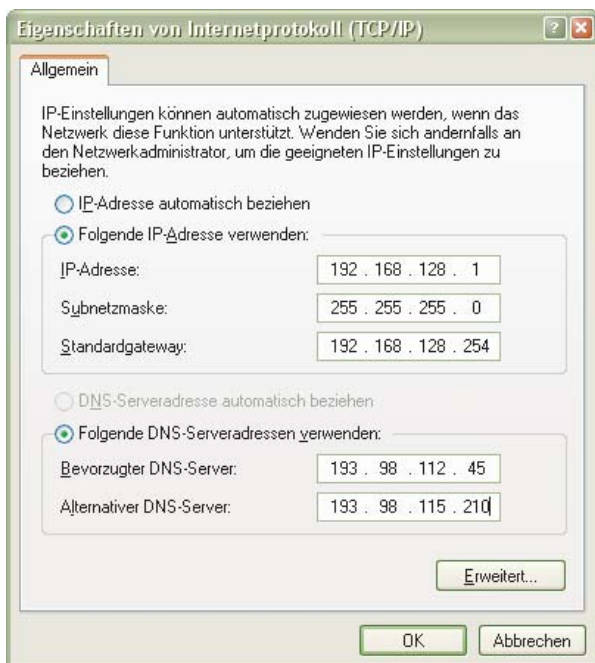 Eigenschaften von Internetprotokoll (TCP/IP)
Allgemein
IP-Einstellungen können automatisch zugewiesen werden, wenn das
Netzwerk diese Funktion unterstützt. Wenden Sie sich andernfalls an
den Netzwerkadministrator, um die geeigneten IP-Einstellungen zu
beziehen.
IP-Adresse automatisch beziehen
Folgende IP-Adresse verwenden:
IP-Adresse: 192 . 168 . 128 . 1
Subnetzmaske: 255 . 255 . 255 . 0
Standardgateway: 192 . 168 . 128 . 254
DNS-Serveradresse automatisch beziehen
Folgende DNS-Serveradressen verwenden:
Bevorzugter DNS-Server: 193 . 98 . 112 . 45
Alternativer DNS-Server: 193 . 98 . 115 . 210
Erweitert...
OK Abbrechen